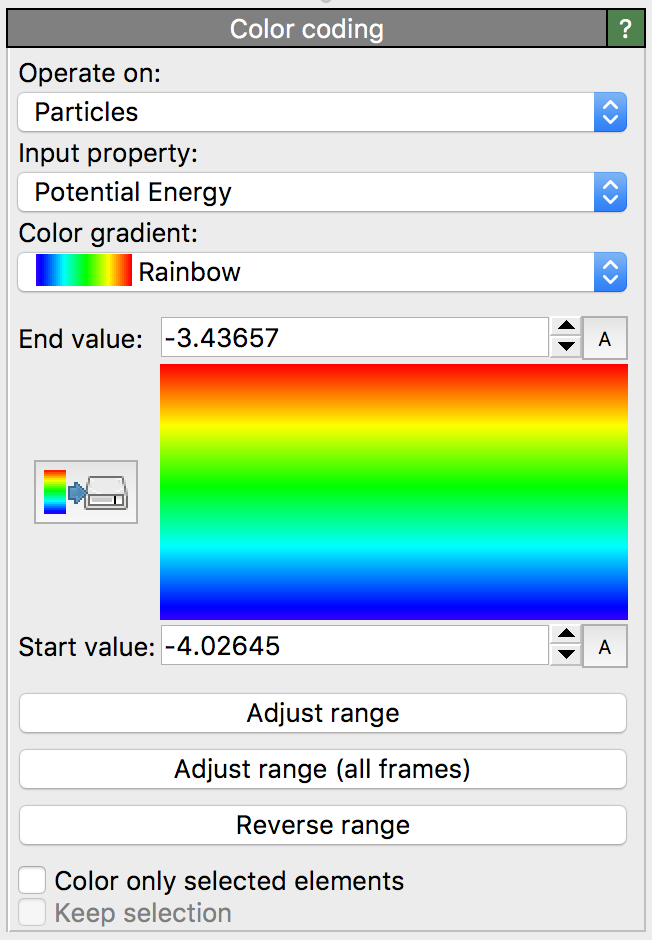 Color coding ?
Operate on:
Particles
Input property:
Potential Energy
Color gradient:
Rainbow
End value: -3.43657 A
Start value: -4.02645 A
Adjust range
Adjust range (all frames)
Reverse range
Color only selected elements
Keep selection